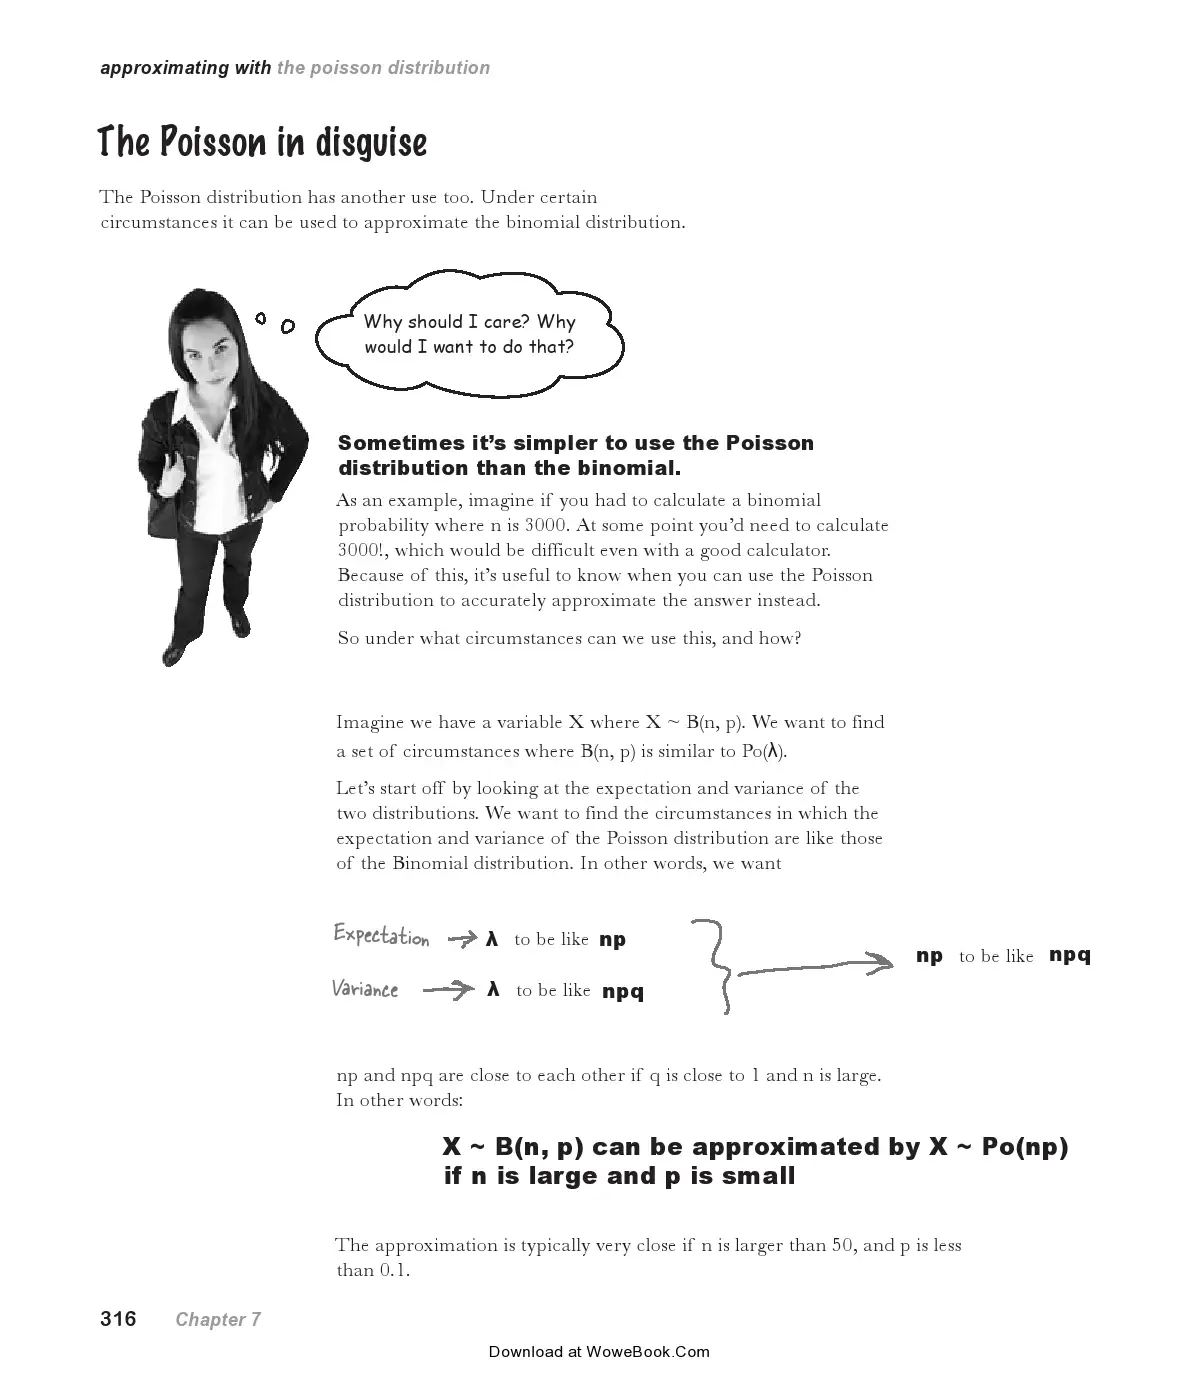 approximating with the poisson distribution
The Poisson in disguise
The Poisson distribution has another use too. Under certain
circumstances it can be used to approximate the binomial distribution.
Why should I care? Why
would I want to do that?
Sometimes it's simpler to use the Poisson
distribution than the binomial.
As an example, imagine if you had to calculate a binomial
probability where n is 3000. At some point you'd need to calculate
3000!, which would be difficult even with a good calculator.
Because of this, it's useful to know when you can use the Poisson
distribution to accurately approximate the answer instead.
So under what circumstances can we use this, and how?
Imagine we have a variable X where X ~ B(n, p). We want to find
a set of circumstances where B(n, p) is similar to Po(λ).
Let's start off by looking at the expectation and variance of the
two distributions. We want to find the circumstances in which the
expectation and variance of the Poisson distribution are like those
of the Binomial distribution. In other words, we want
Expectation → λ to be like np
Variance → λ to be like npq
np to be like npq
np and npq are close to each other if q is close to 1 and n is large.
In other words:
X ~ B(n, p) can be approximated by X ~ Po(np)
if n is large and p is small
The approximation is typically very close if n is larger than 50, and p is less
than 0.1.
316 Chapter 7
Download at WoweBook.Com